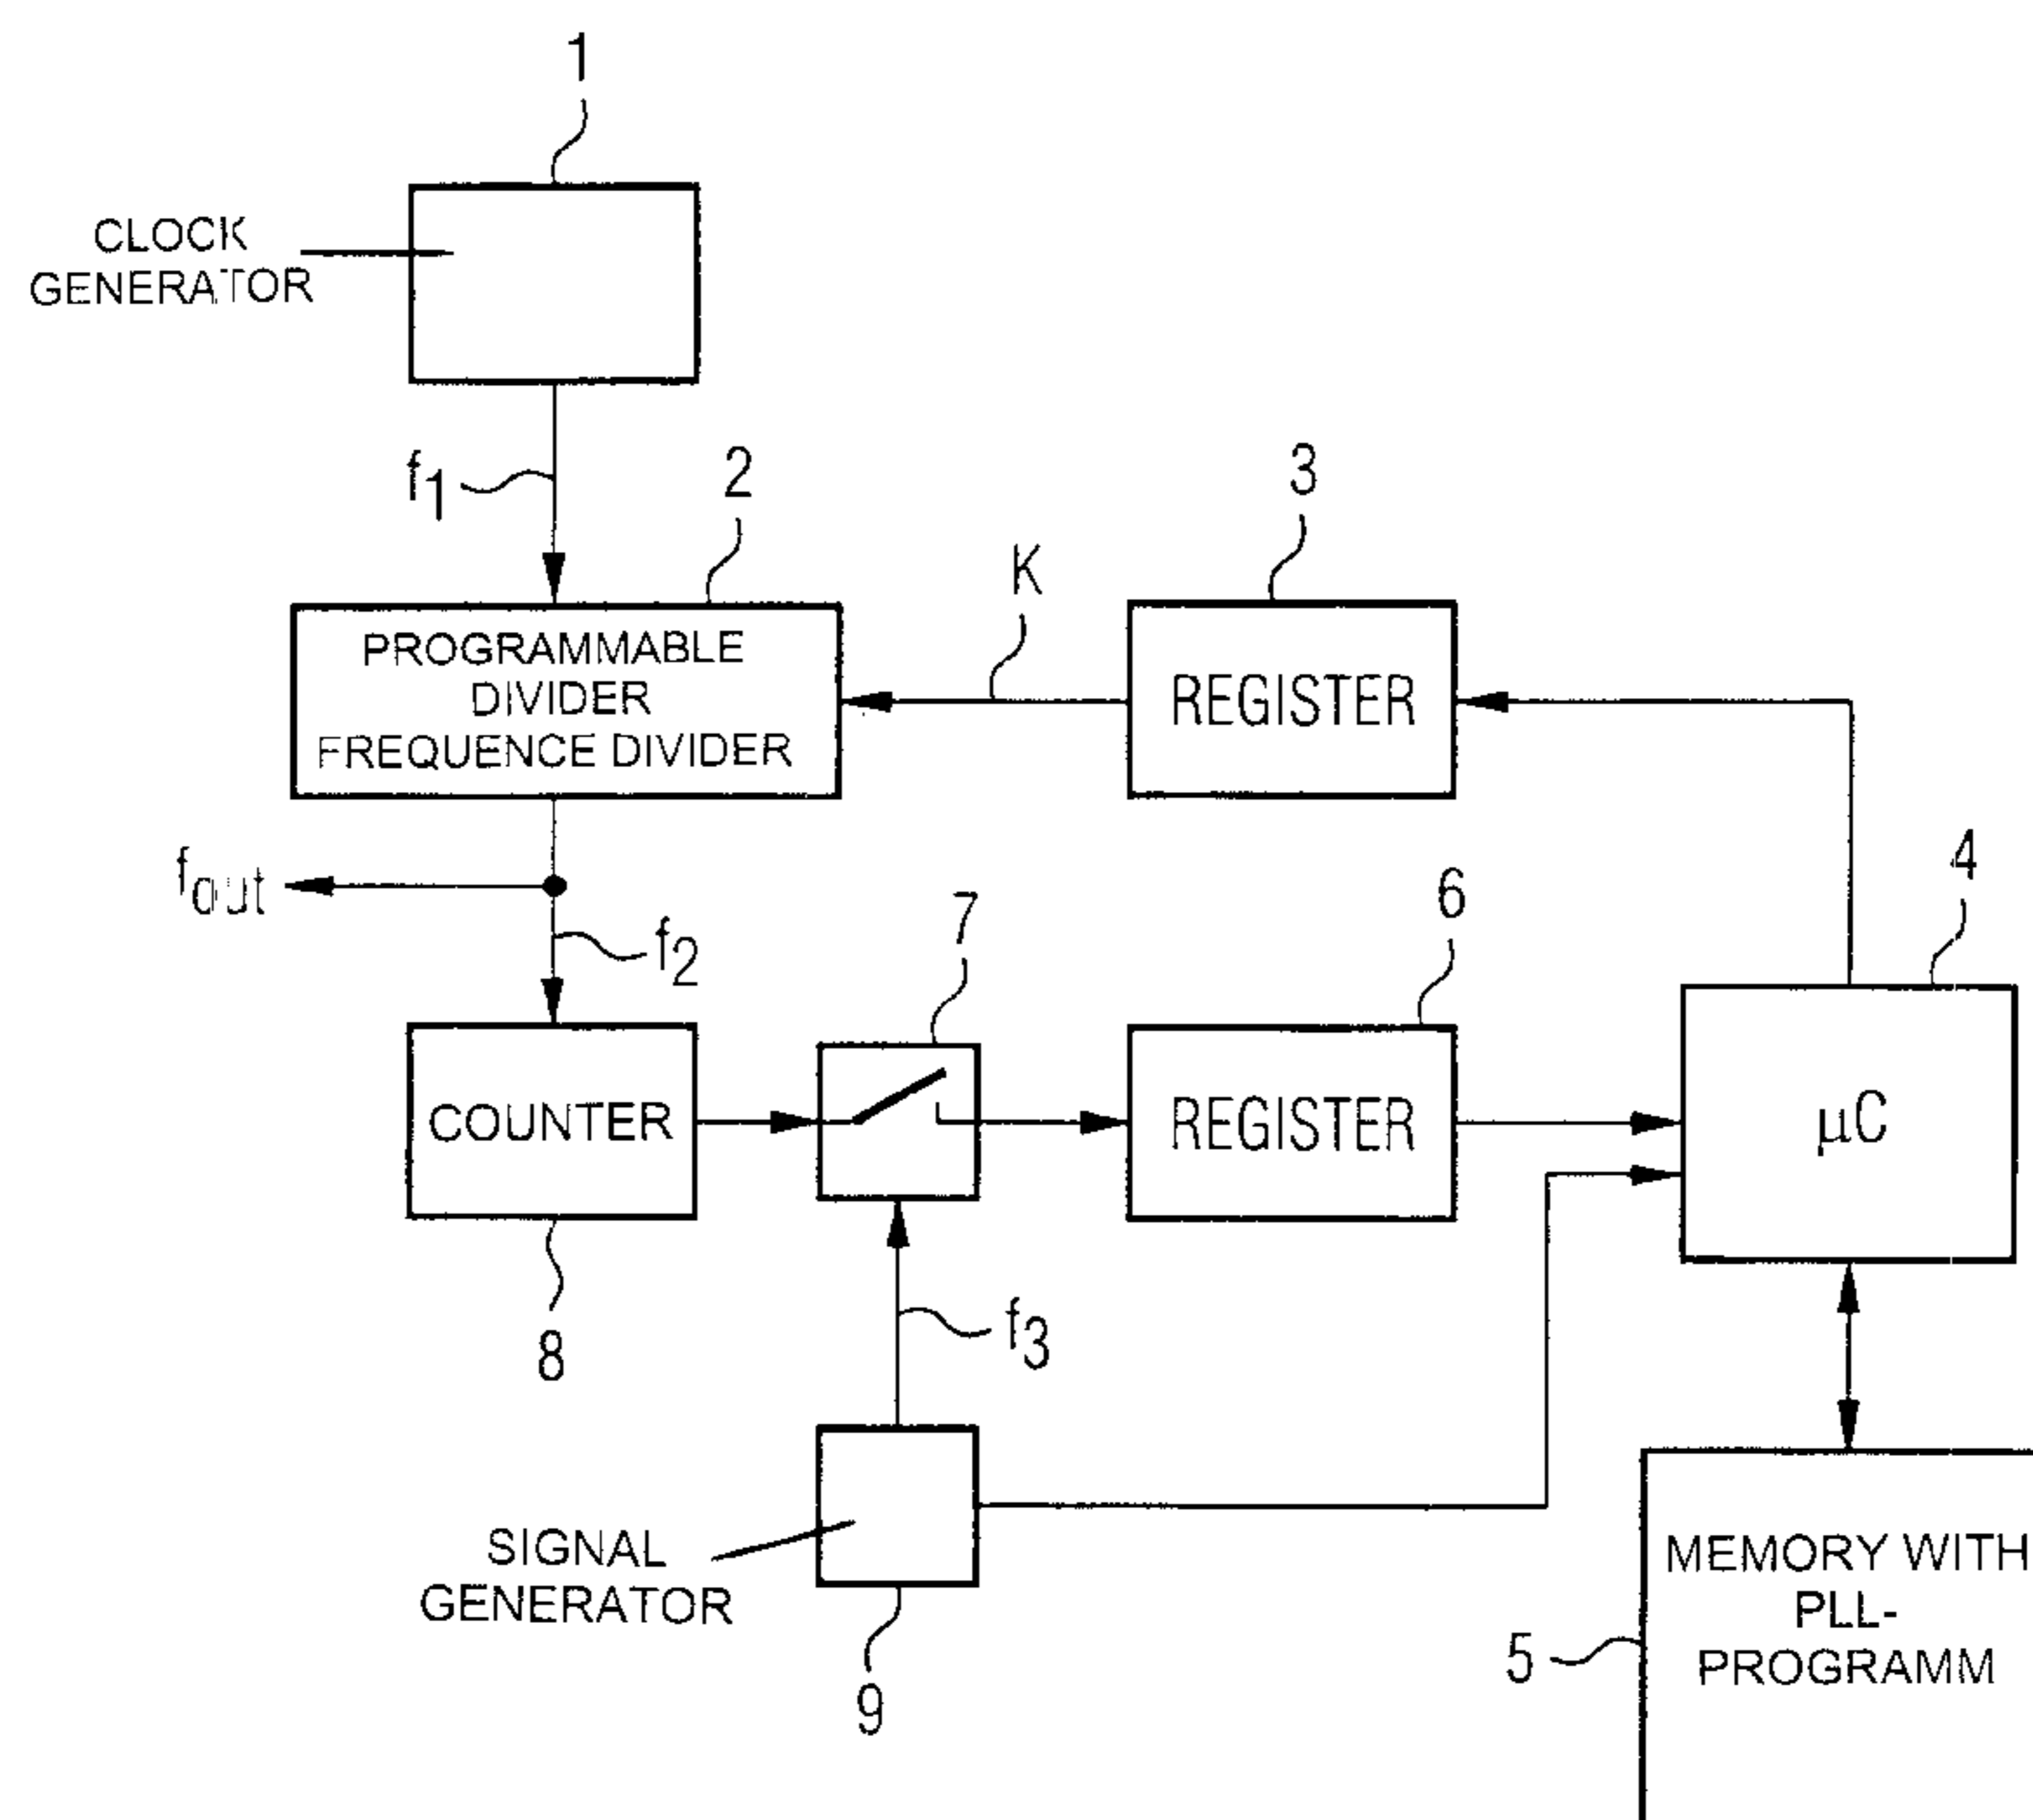 1
CLOCK
GENERATOR
f1
2
3
K
PROGRAMMABLE
DIVIDER
FREQUENCE DIVIDER
REGISTER
4
fout
f2
7
6
COUNTER
REGISTER
µC
8
f3
SIGNAL
GENERATOR
9
5
MEMORY WITH
PLL-
PROGRAMM